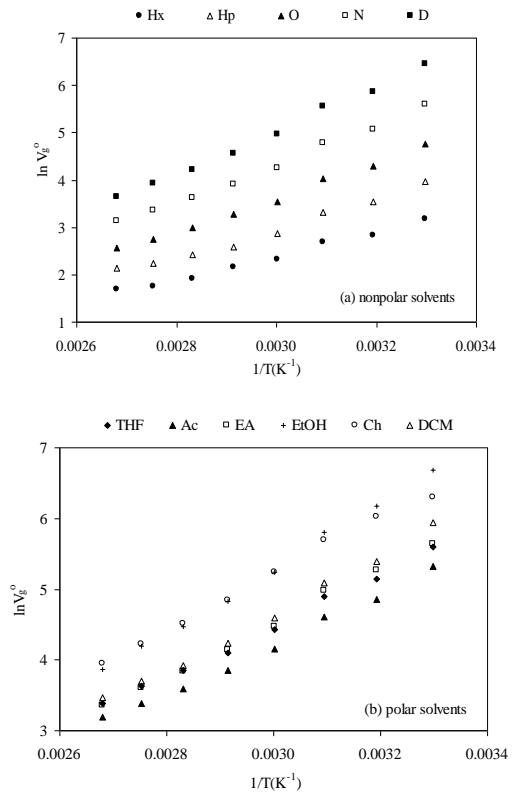 Hx Hp O N D
7
6
5
ln Vg°
4
3
2
(a) nonpolar solvents
1
0.0026 0.0028 0.0030 0.0032 0.0034
1/T(K⁻¹)
THF Ac EA EtOH Ch DCM
7
6
lnVg°
5
4
(b) polar solvents
3
0.0026 0.0028 0.0030 0.0032 0.0034
1/T(K⁻¹)